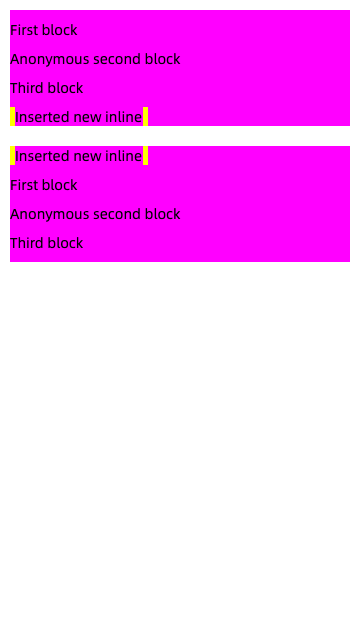 First block
Anonymous second block
Third block
Inserted new inline
Inserted new inline
First block
Anonymous second block
Third block